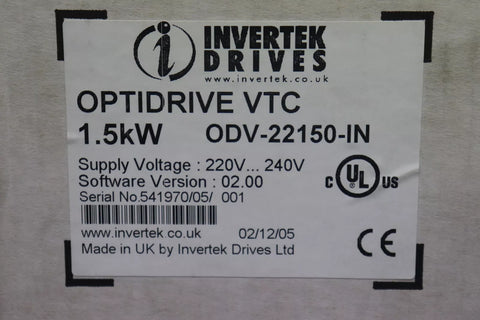 INVERTEK
DRIVES
www.invertek.co.uk
OPTIDRIVE VTC
1.5kW ODV-22150-IN
Supply Voltage : 220V... 240V
Software Version : 02.00
Serial No.541970/05/ 001
C UL US
www.invertek.co.uk 02/12/05
Made in UK by Invertek Drives Ltd
CE